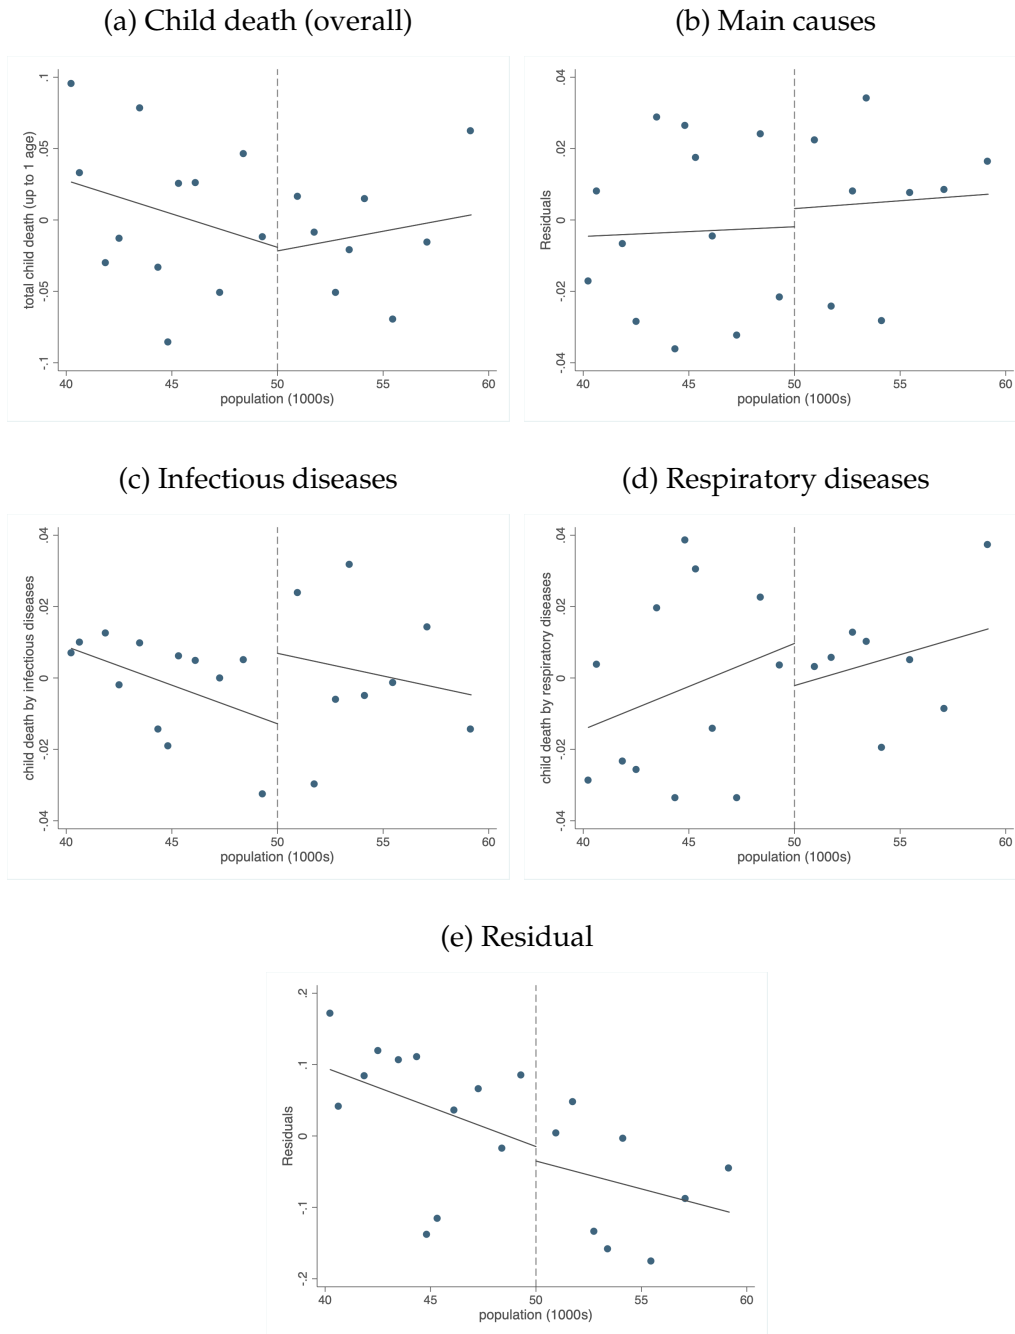 (a) Child death (overall)
(b) Main causes
total child death (up to 1 age)
.1
.05
0
-.05
-.1
40 45 50 55 60
population (1000s)
Residuals
.04
.02
0
-.02
-.04
40 45 50 55 60
population (1000s)
(c) Infectious diseases
(d) Respiratory diseases
child death by infectious diseases
.04
.02
0
-.02
-.04
40 45 50 55 60
population (1000s)
child death by respiratory diseases
.04
.02
0
-.02
-.04
40 45 50 55 60
population (1000s)
(e) Residual
Residuals
.2
.1
0
-.1
-.2
40 45 50 55 60
population (1000s)